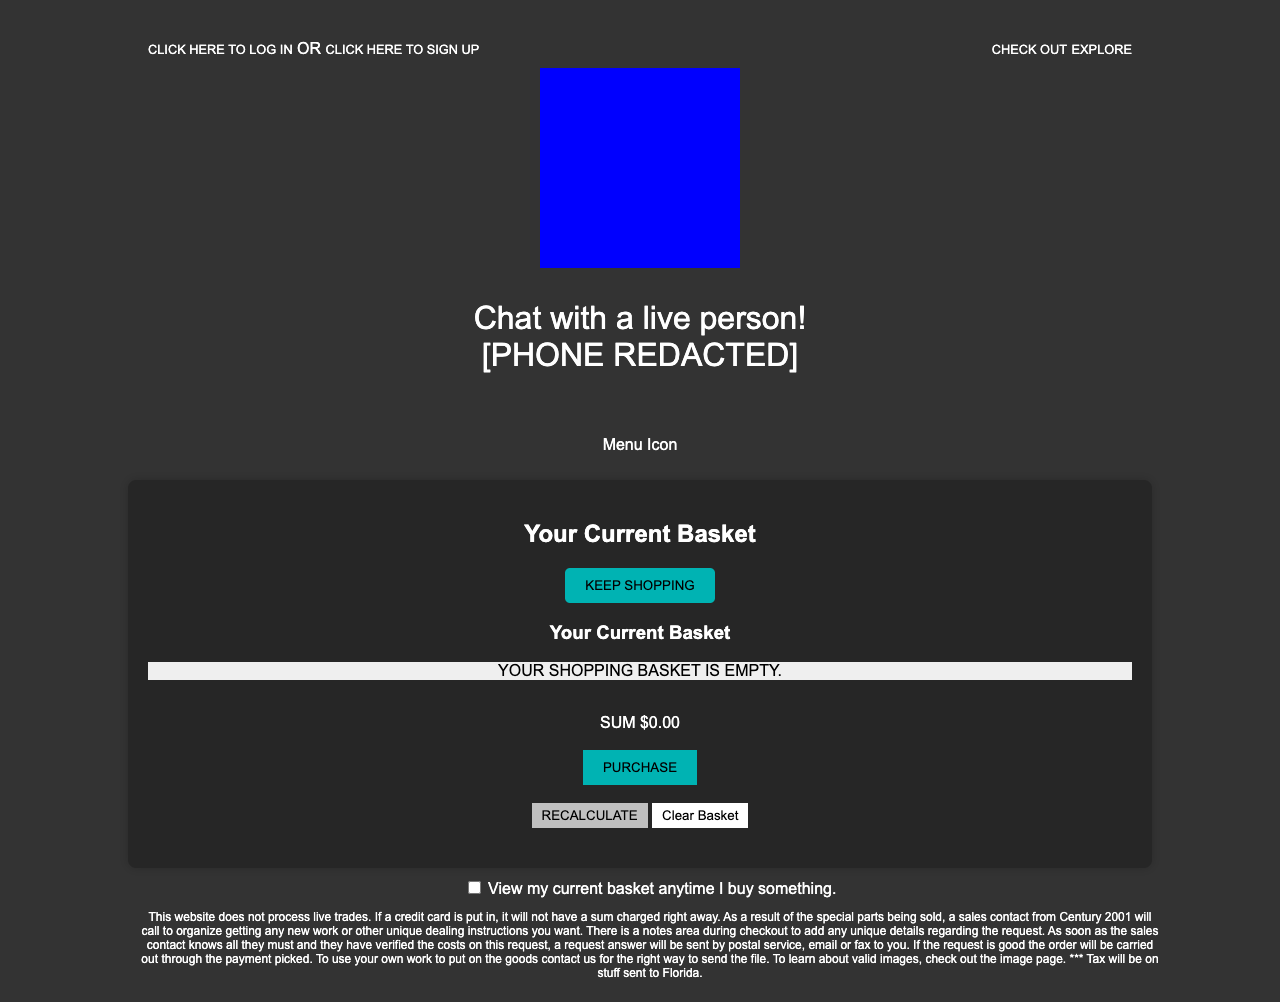 CLICK HERE TO LOG IN OR CLICK HERE TO SIGN UP
CHECK OUT EXPLORE
Chat with a live person!
[PHONE REDACTED]
Menu Icon
Your Current Basket
KEEP SHOPPING
Your Current Basket
YOUR SHOPPING BASKET IS EMPTY.
SUM $0.00
PURCHASE
RECALCULATE Clear Basket
View my current basket anytime I buy something.
This website does not process live trades. If a credit card is put in, it will not have a sum charged right away. As a result of the special parts being sold, a sales contact from Century 2001 will
call to organize getting any new work or other unique dealing instructions you want. There is a notes area during checkout to add any unique details regarding the request. As soon as the sales
contact knows all they must and they have verified the costs on this request, a request answer will be sent by postal service, email or fax to you. If the request is good the order will be carried
out through the payment picked. To use your own work to put on the goods contact us for the right way to send the file. To learn about valid images, check out the image page. *** Tax will be on
stuff sent to Florida.